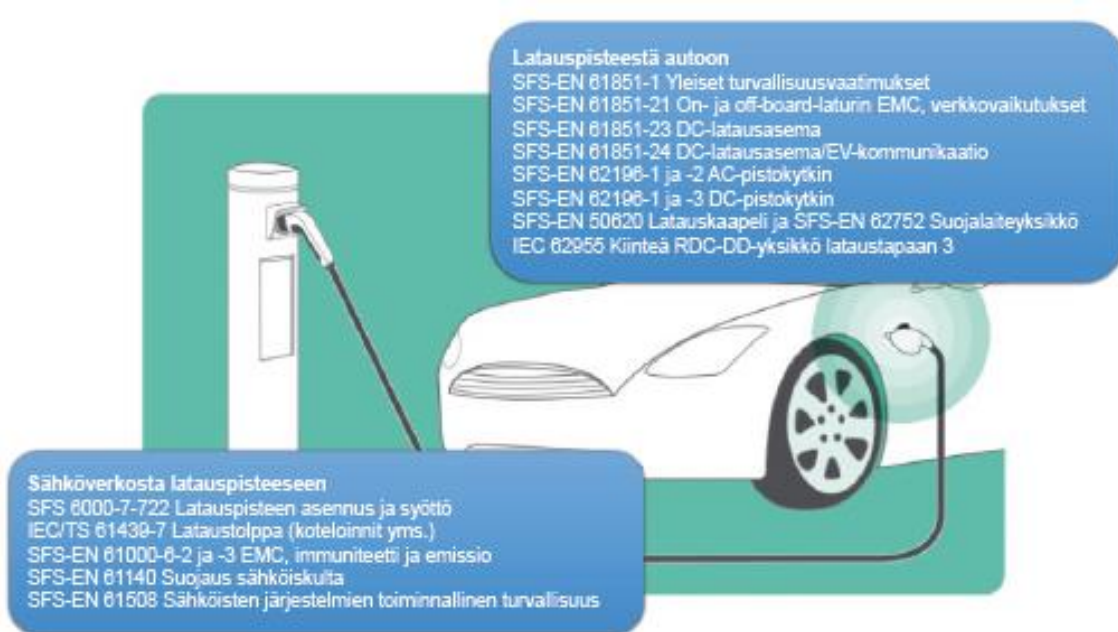 Latauspisteestä autoon
SFS-EN 61851-1 Yleiset turvallisuusvaatimukset
SFS-EN 61851-21 On- ja off-board-laturin EMC, verkkovaikutukset
SFS-EN 61851-23 DC-latausasema
SFS-EN 61851-24 DC-latausasema/EV-kommunikaatio
SFS-EN 62196-1 ja -2 AC-pistokytkin
SFS-EN 62196-1 ja -3 DC-pistokytkin
SFS-EN 50620 Latauskaapeli ja SFS-EN 62752 Suojalaiteyksikkö
IEC 62955 Kiinteä RDC-DD-yksikkö lataustapaan 3
Sähköverkosta latauspisteeseen
SFS 6000-7-722 Latauspisteen asennus ja syöttö
IEC/TS 61439-7 Lataustolppa (koteloinnit yms.)
SFS-EN 61000-6-2 ja -3 EMC, immuniteetti ja emissio
SFS-EN 61140 Suojaus sähköiskulta
SFS-EN 61508 Sähköisten järjestelmien toiminnallinen turvallisuus